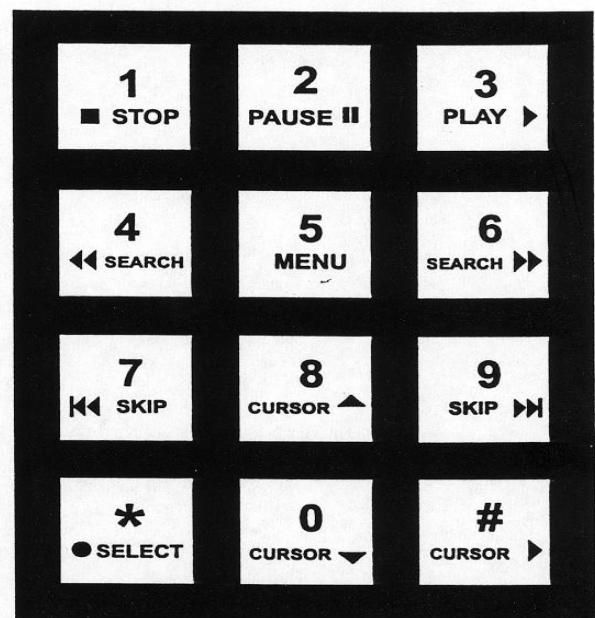 1
■ STOP
2
PAUSE ⏸
3
PLAY ▶
4
◀◀ SEARCH
5
MENU
6
SEARCH ▶▶
7
|◀◀ SKIP
8
CURSOR ▲
9
SKIP ▶▶|
*
● SELECT
0
CURSOR ▼
#
CURSOR ▶